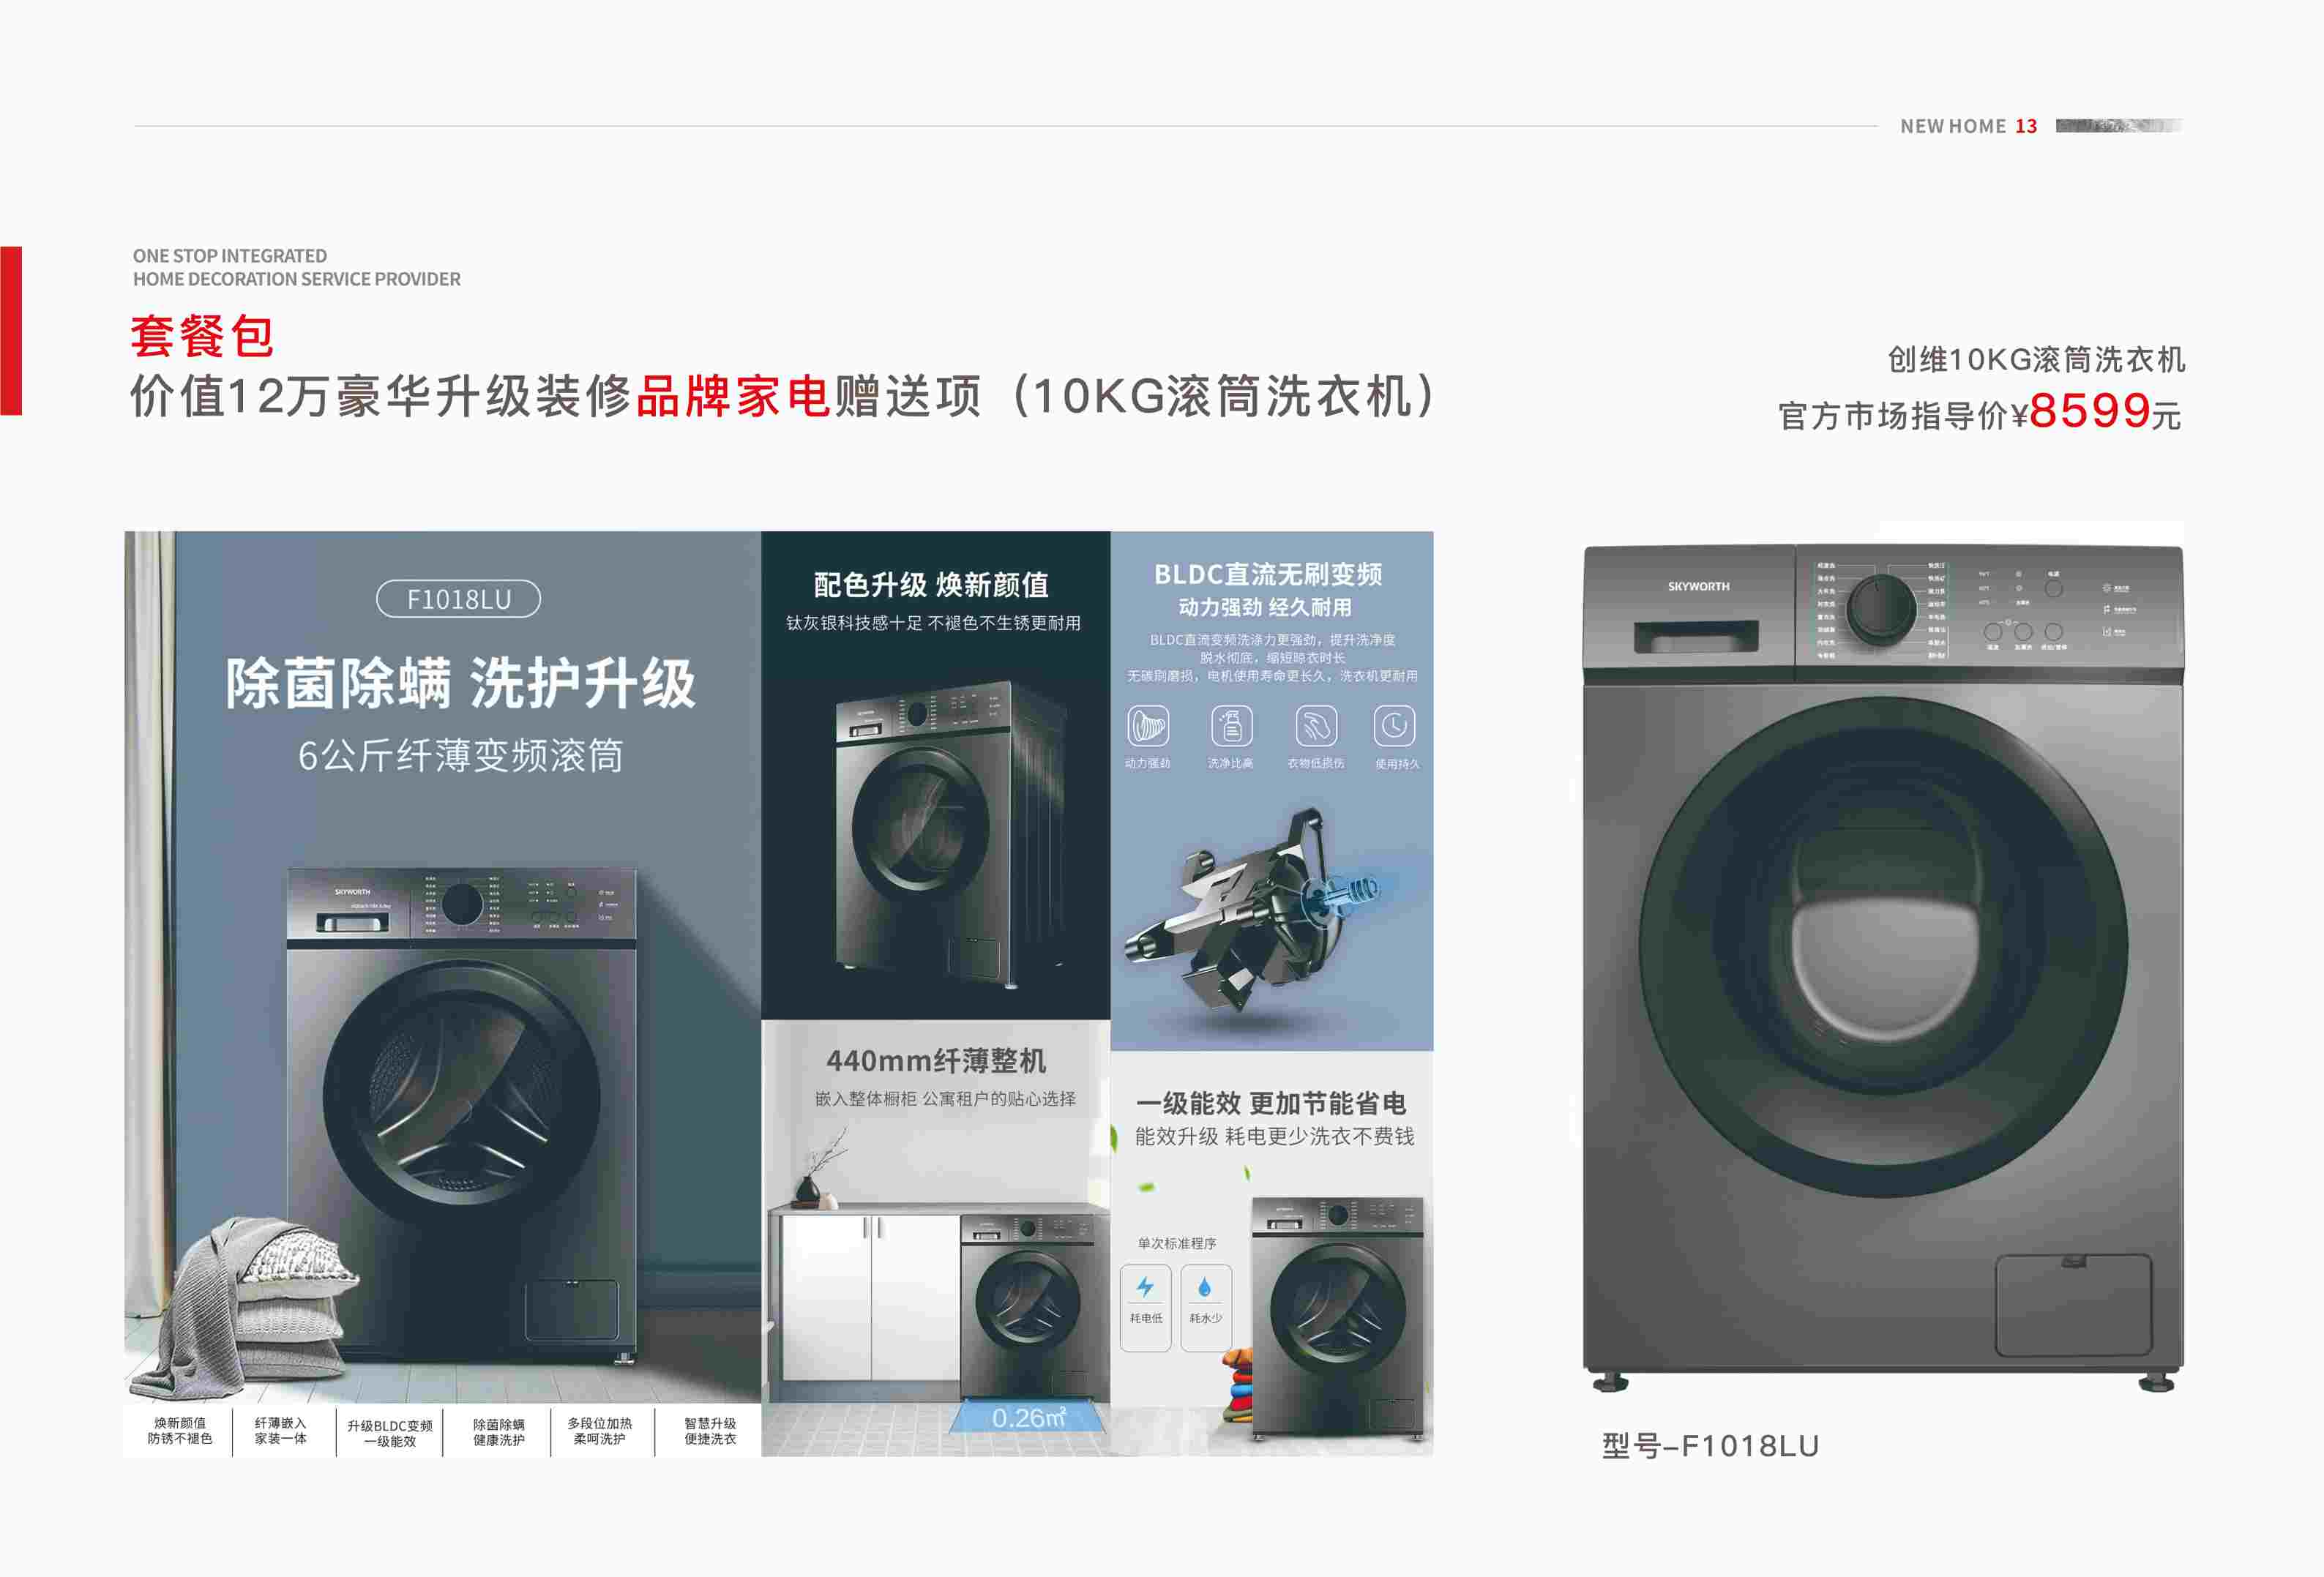 NEW HOME 13
ONE STOP INTEGRATED
HOME DECORATION SERVICE PROVIDER
套餐包
价值12万豪华升级装修品牌家电赠送项（10KG滚筒洗衣机）
创维10KG滚筒洗衣机
官方市场指导价¥8599元
F1018LU
除菌除螨 洗护升级
6公斤纤薄变频滚筒
SKYWORTH
焕新颜值
防锈不褪色
纤薄嵌入
家装一体
升级BLDC变频
一级能效
除菌除螨
健康洗护
多段位加热
柔呵洗护
智慧升级
便捷洗衣
配色升级 焕新颜值
钛灰银科技感十足 不褪色不生锈更耐用
440mm纤薄整机
嵌入整体橱柜 公寓租户的贴心选择
0.26㎡
BLDC直流无刷变频
动力强劲 经久耐用
BLDC直流变频洗涤力更强劲，提升洗净度
脱水彻底，缩短晾衣时长
无碳刷磨损，电机使用寿命更长久，洗衣机更耐用
动力强劲
洗净比高
衣物低损伤
使用持久
一级能效 更加节能省电
能效升级 耗电更少洗衣不费钱
单次标准程序
耗电低
耗水少
SKYWORTH
型号-F1018LU